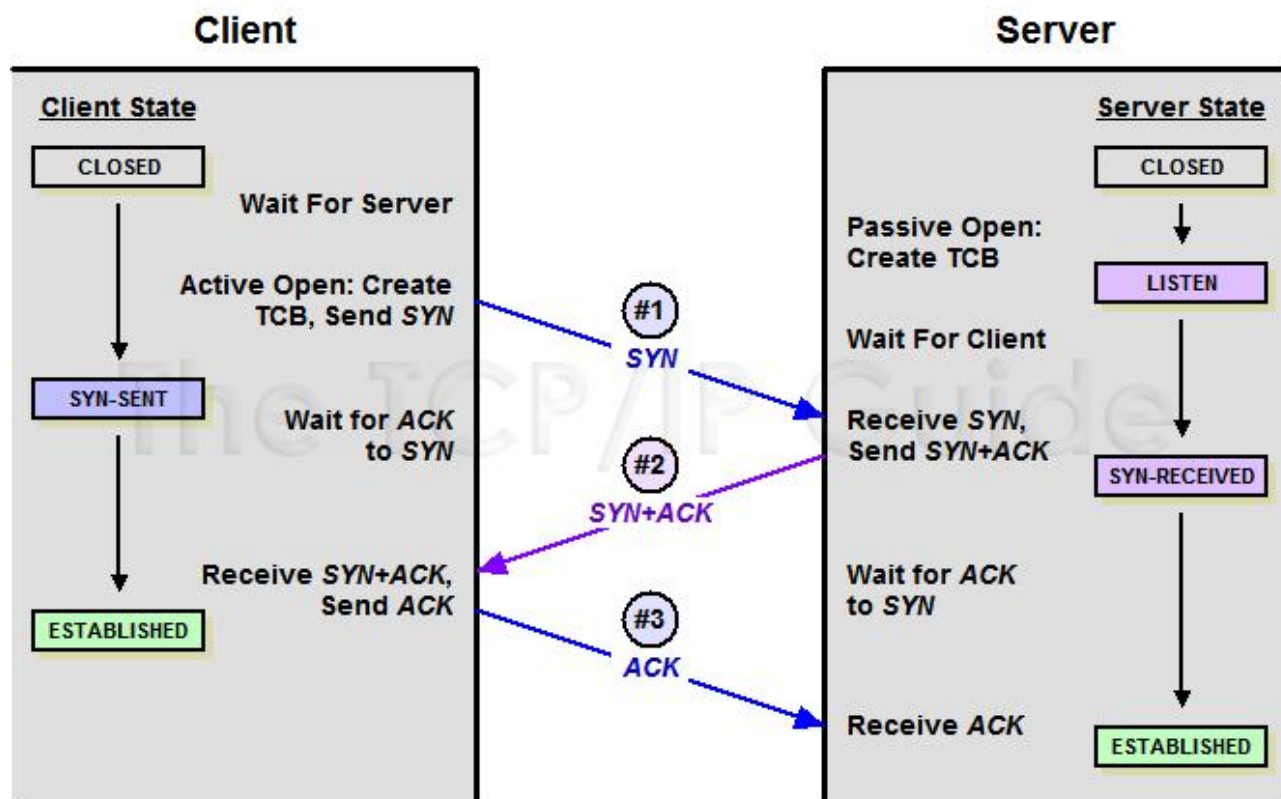 Client
Server
Client State
CLOSED
Wait For Server
Active Open: Create
TCB, Send SYN
SYN-SENT
Wait for ACK
to SYN
Receive SYN+ACK,
Send ACK
ESTABLISHED
#1
SYN
#2
SYN+ACK
#3
ACK
Server State
CLOSED
Passive Open:
Create TCB
LISTEN
Wait For Client
Receive SYN,
Send SYN+ACK
SYN-RECEIVED
Wait for ACK
to SYN
Receive ACK
ESTABLISHED
The TCP/IP Guide